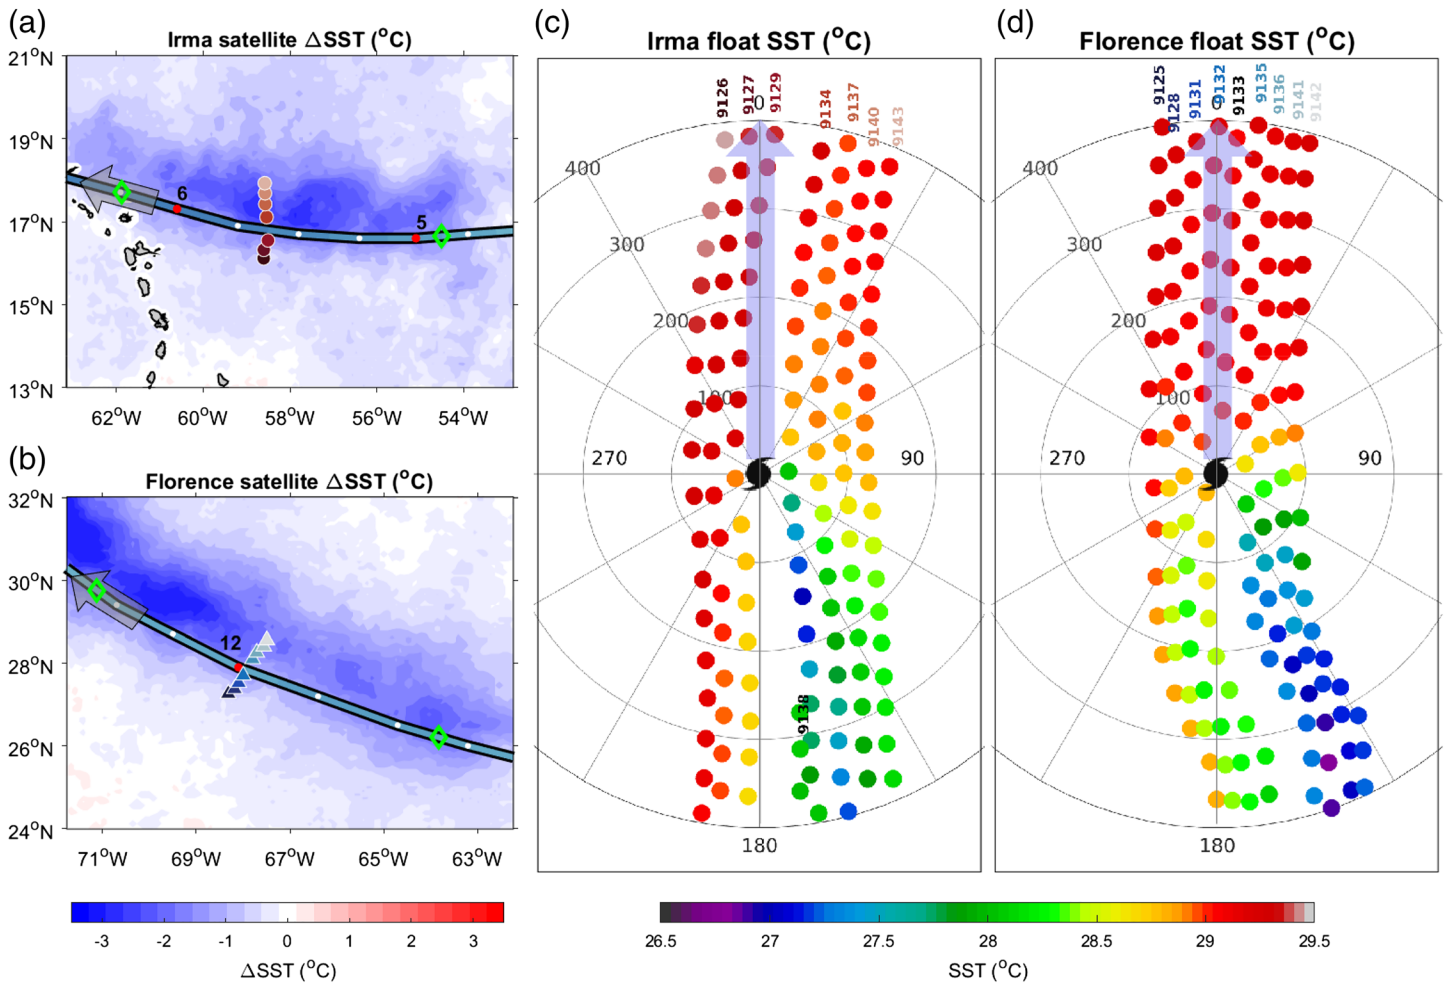 (a)
Irma satellite ΔSST (°C)
21°N
19°N
17°N
15°N
13°N
62°W
60°W
58°W
56°W
54°W
6
5
(b)
Florence satellite ΔSST (°C)
32°N
30°N
28°N
26°N
24°N
71°W
69°W
67°W
65°W
63°W
12
-3
-2
-1
0
1
2
3
ΔSST (°C)
(c)
Irma float SST (°C)
9126
9127
9129
9134
9137
9140
9143
0
400
300
200
100
270
90
9138
180
(d)
Florence float SST (°C)
9125
9128
9131
9132
9133
9135
9136
9141
9142
0
400
300
200
100
270
90
180
26.5
27
27.5
28
28.5
29
29.5
SST (°C)